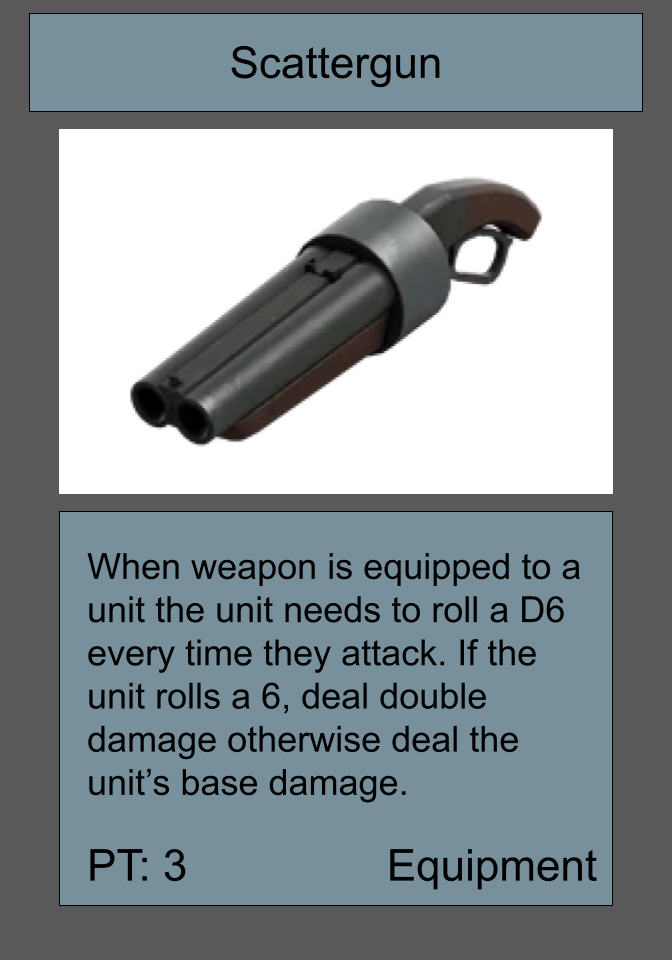 Scattergun
When weapon is equipped to a
unit the unit needs to roll a D6
every time they attack. If the
unit rolls a 6, deal double
damage otherwise deal the
unit’s base damage.
PT: 3 Equipment